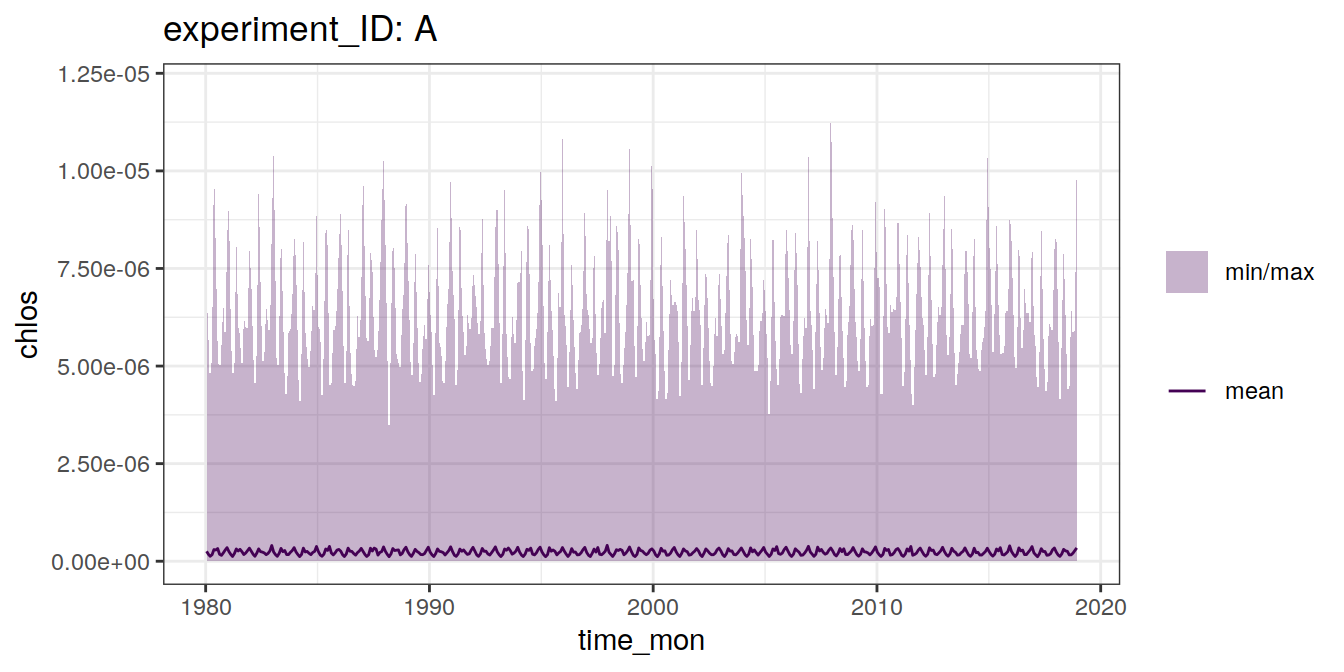 experiment_ID: A
1.25e-05
1.00e-05
7.50e-06
5.00e-06
2.50e-06
0.00e+00
chlos
1980 1990 2000 2010 2020
time_mon
min/max
mean